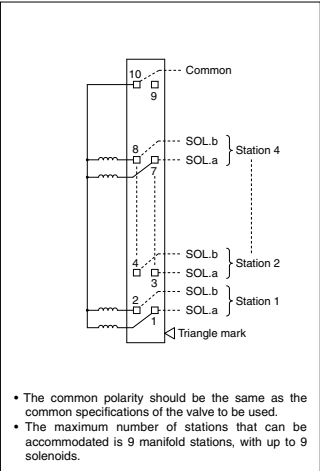 10
Common
9
8
SOL.b
Station 4
SOL.a
7
4
SOL.b
Station 2
3
SOL.a
2
SOL.b
Station 1
SOL.a
1
Triangle mark
• The common polarity should be the same as the
common specifications of the valve to be used.
• The maximum number of stations that can be
accommodated is 9 manifold stations, with up to 9
solenoids.